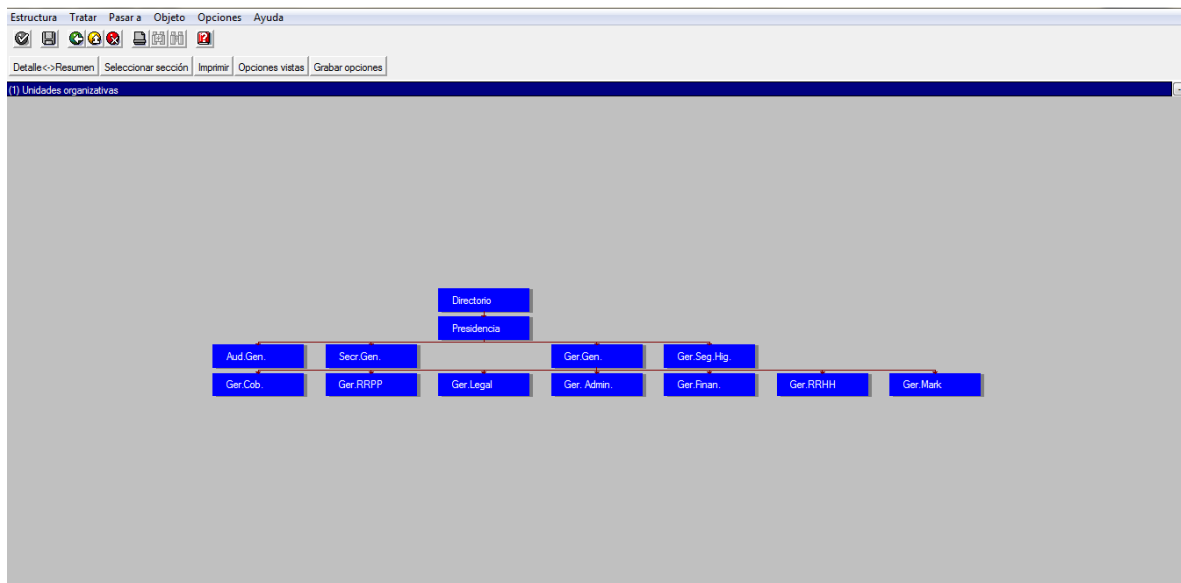 Estructura Tratar Pasar a Objeto Opciones Ayuda
Detalle<->Resumen Seleccionar sección Imprimir Opciones vistas Grabar opciones
(1) Unidades organizativas
Directorio
Presidencia
Aud.Gen. Secr.Gen. Ger.Gen. Ger.Seg.Hig.
Ger.Cob. Ger.RRPP Ger.Legal Ger. Admin. Ger.Finan. Ger.RRHH Ger.Mark